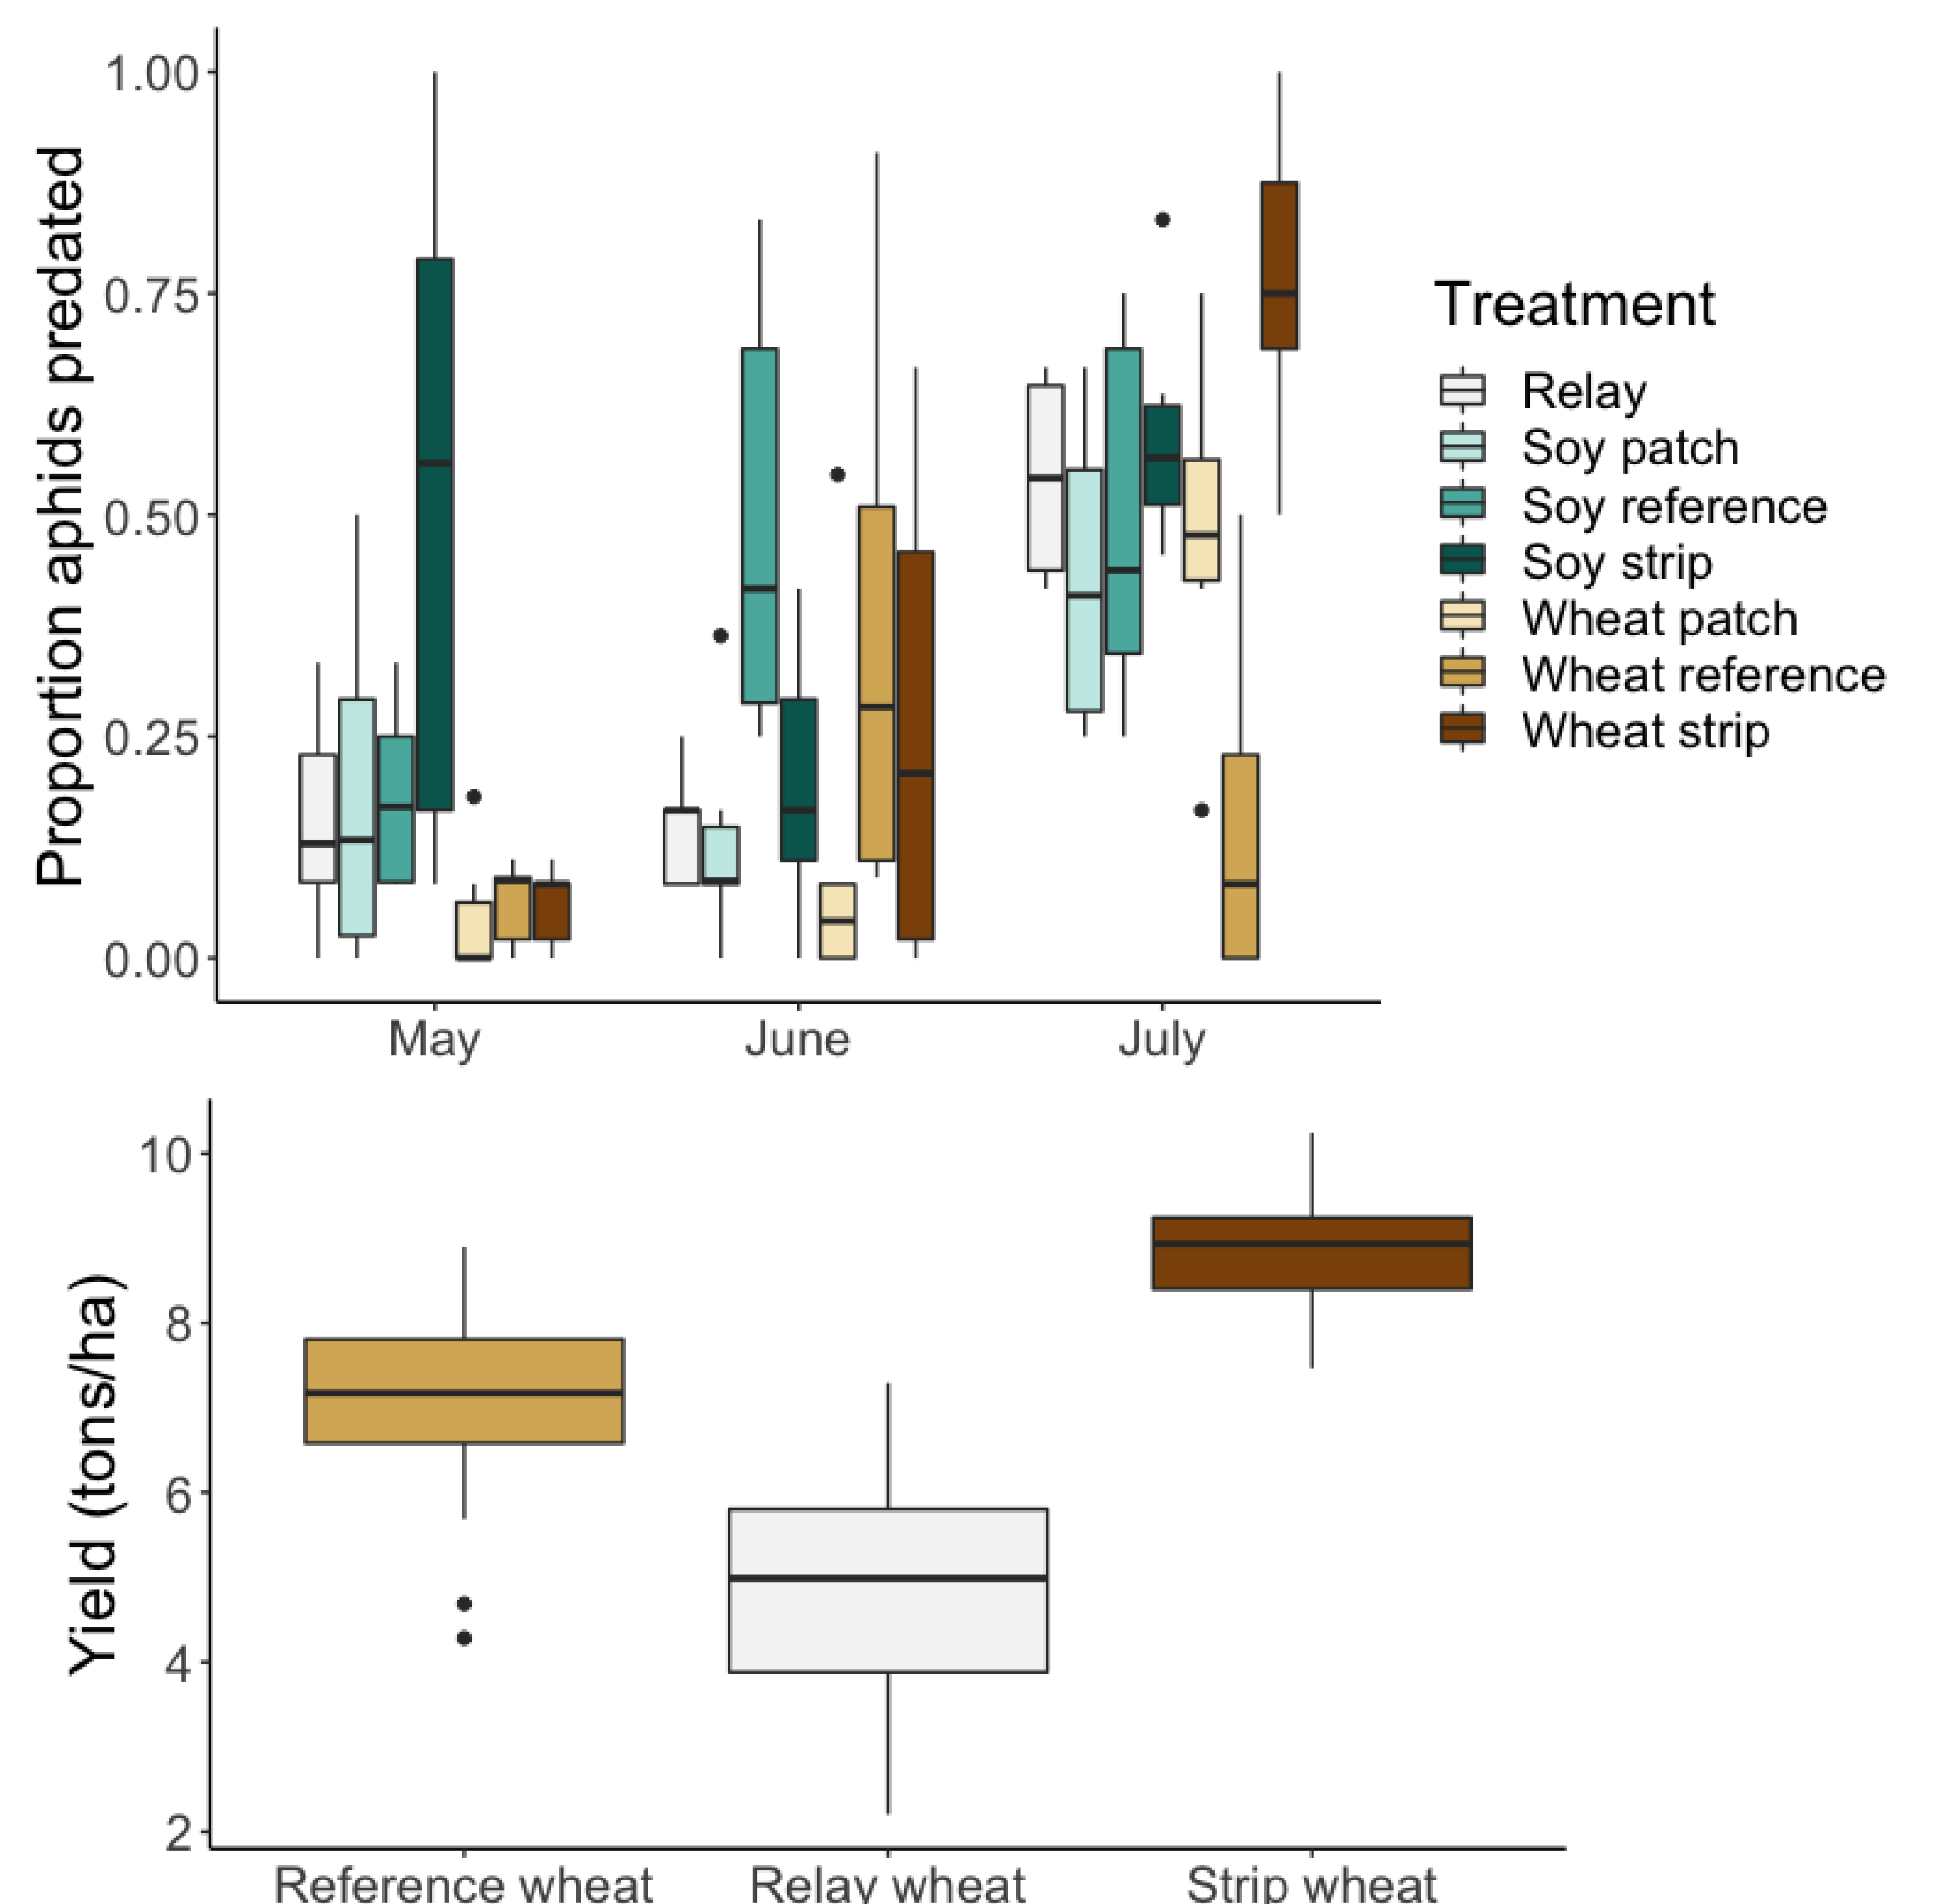 Proportion aphids predated
1.00
0.75
0.50
0.25
0.00
May June July
Treatment
Relay
Soy patch
Soy reference
Soy strip
Wheat patch
Wheat reference
Wheat strip
Yield (tons/ha)
10
8
6
4
2
Reference wheat Relay wheat Strip wheat